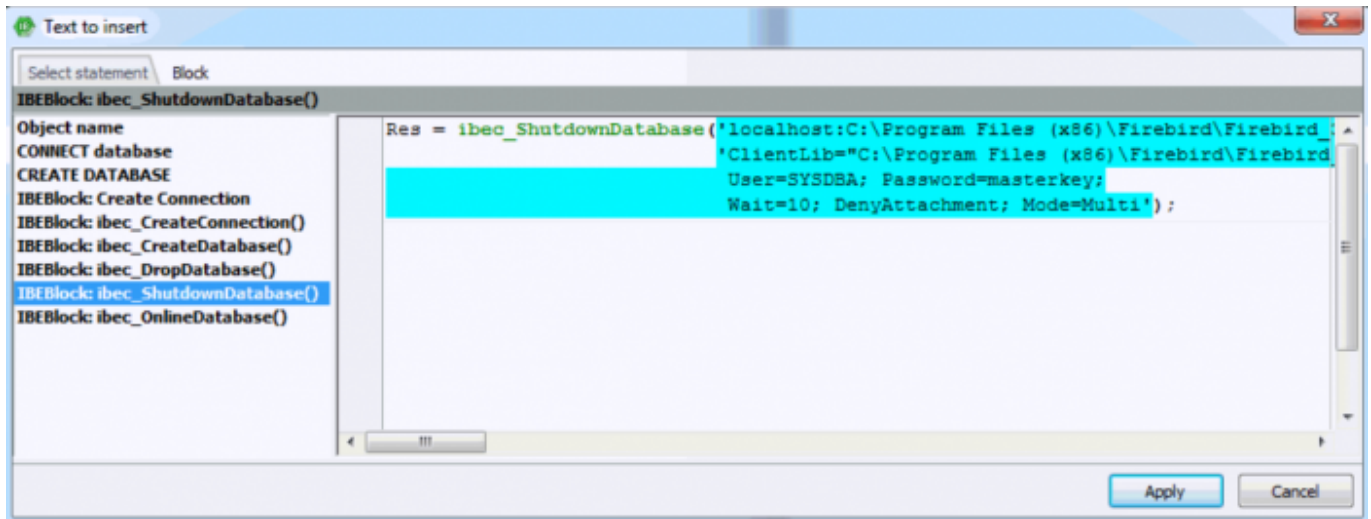 Text to insert
Select statement Block
IBEBlock: ibec_ShutdownDatabase()
Object name
CONNECT database
CREATE DATABASE
IBEBlock: Create Connection
IBEBlock: ibec_CreateConnection()
IBEBlock: ibec_CreateDatabase()
IBEBlock: ibec_DropDatabase()
IBEBlock: ibec_ShutdownDatabase()
IBEBlock: ibec_OnlineDatabase()
Res = ibec_ShutdownDatabase('localhost:C:\Program Files (x86)\Firebird\Firebird_
'ClientLib="C:\Program Files (x86)\Firebird\Firebird_
User=SYSDBA; Password=masterkey;
Wait=10; DenyAttachment; Mode=Multi');
Apply Cancel